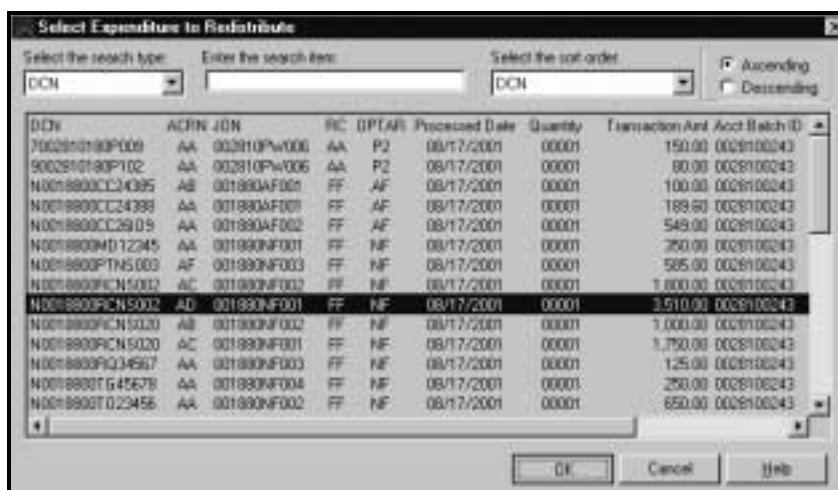 Select Expenditure to Redistribute
Select the search type: Enter the search item: Select the sort order:
DCN DCN
Ascending
Descending
DCN ACRN JON RC OPTAR Processed Date Quantity Transaction Amt Acct Batch ID
7002810180P009 AA 002810PW006 AA P2 08/17/2001 00001 150.00 0028100243
9002810180P102 AA 002810PW006 AA P2 08/17/2001 00001 80.00 0028100243
N0018800CC24385 AB 001880AF001 FF AF 08/17/2001 00001 100.00 0028100243
N0018800CC24398 AA 001880AF001 FF AF 08/17/2001 00001 189.60 0028100243
AA 001880AF002 FF AF 08/17/2001 00001 549.00 0028100243
N0018800MD12345 AA 001880NF001 FF NF 08/17/2001 00001 350.00 0028100243
N0018800PTNS003 AF 001880NF003 FF NF 08/17/2001 00001 585.00 0028100243
N0018800RCNS002 AC 001880NF002 FF NF 08/17/2001 00001 1,800.00 0028100243
N0018800RCNS002 AD 001880NF001 FF NF 08/17/2001 00001 3,510.00 0028100243
N0018800RCNS020 AB 001880NF002 FF NF 08/17/2001 00001 1,000.00 0028100243
N0018800RCNS020 AC 001880NF001 FF NF 08/17/2001 00001 1,750.00 0028100243
N0018800RQ34567 AA 001880NF003 FF NF 08/17/2001 00001 125.00 0028100243
N0018800TG45678 AA 001880NF004 FF NF 08/17/2001 00001 250.00 0028100243
N0018800TO23456 AA 001880NF002 FF NF 08/17/2001 00001 650.00 0028100243
OK Cancel Help